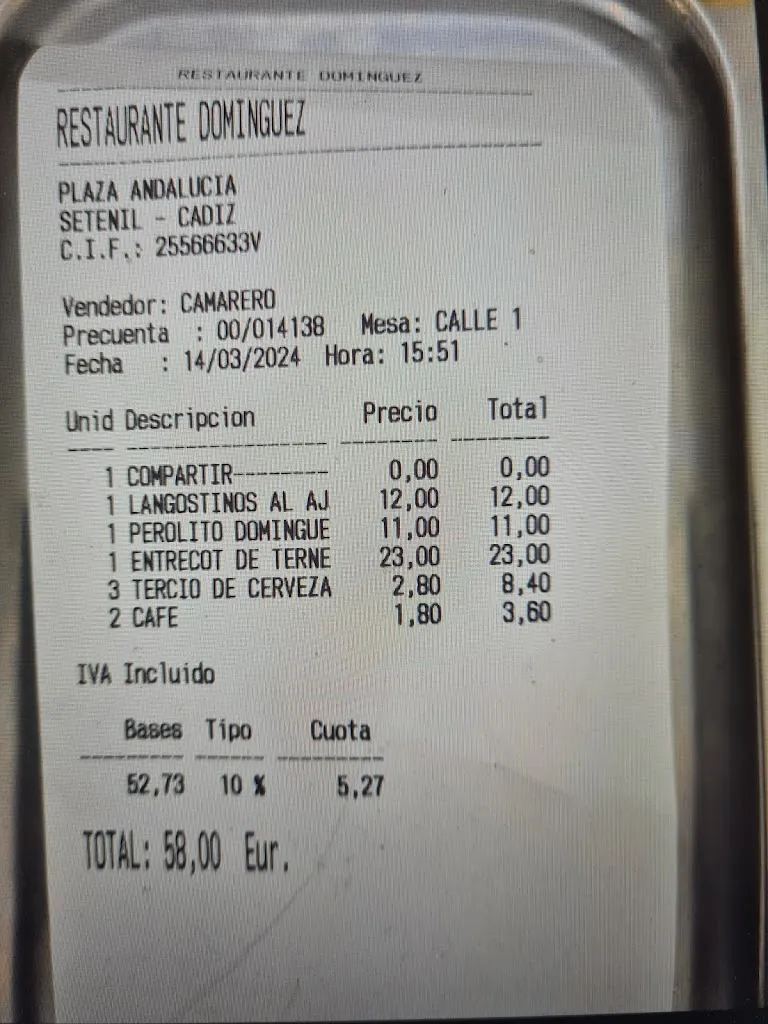 RESTAURANTE DOMINGUEZ
RESTAURANTE DOMINGUEZ
PLAZA ANDALUCIA
SETENIL - CADIZ
C.I.F.: 25566633V
Vendedor: CAMARERO
Precuenta : 00/014138 Mesa: CALLE 1
Fecha : 14/03/2024 Hora: 15:51
Unid Descripcion Precio Total
1 COMPARTIR-------- 0,00 0,00
1 LANGOSTINOS AL AJ 12,00 12,00
1 PEROLITO DOMINGUE 11,00 11,00
1 ENTRECOT DE TERNE 23,00 23,00
3 TERCIO DE CERVEZA 2,80 8,40
2 CAFE 1,80 3,60
IVA Incluido
Bases Tipo Cuota
52,73 10 % 5,27
TOTAL: 58,00 Eur.